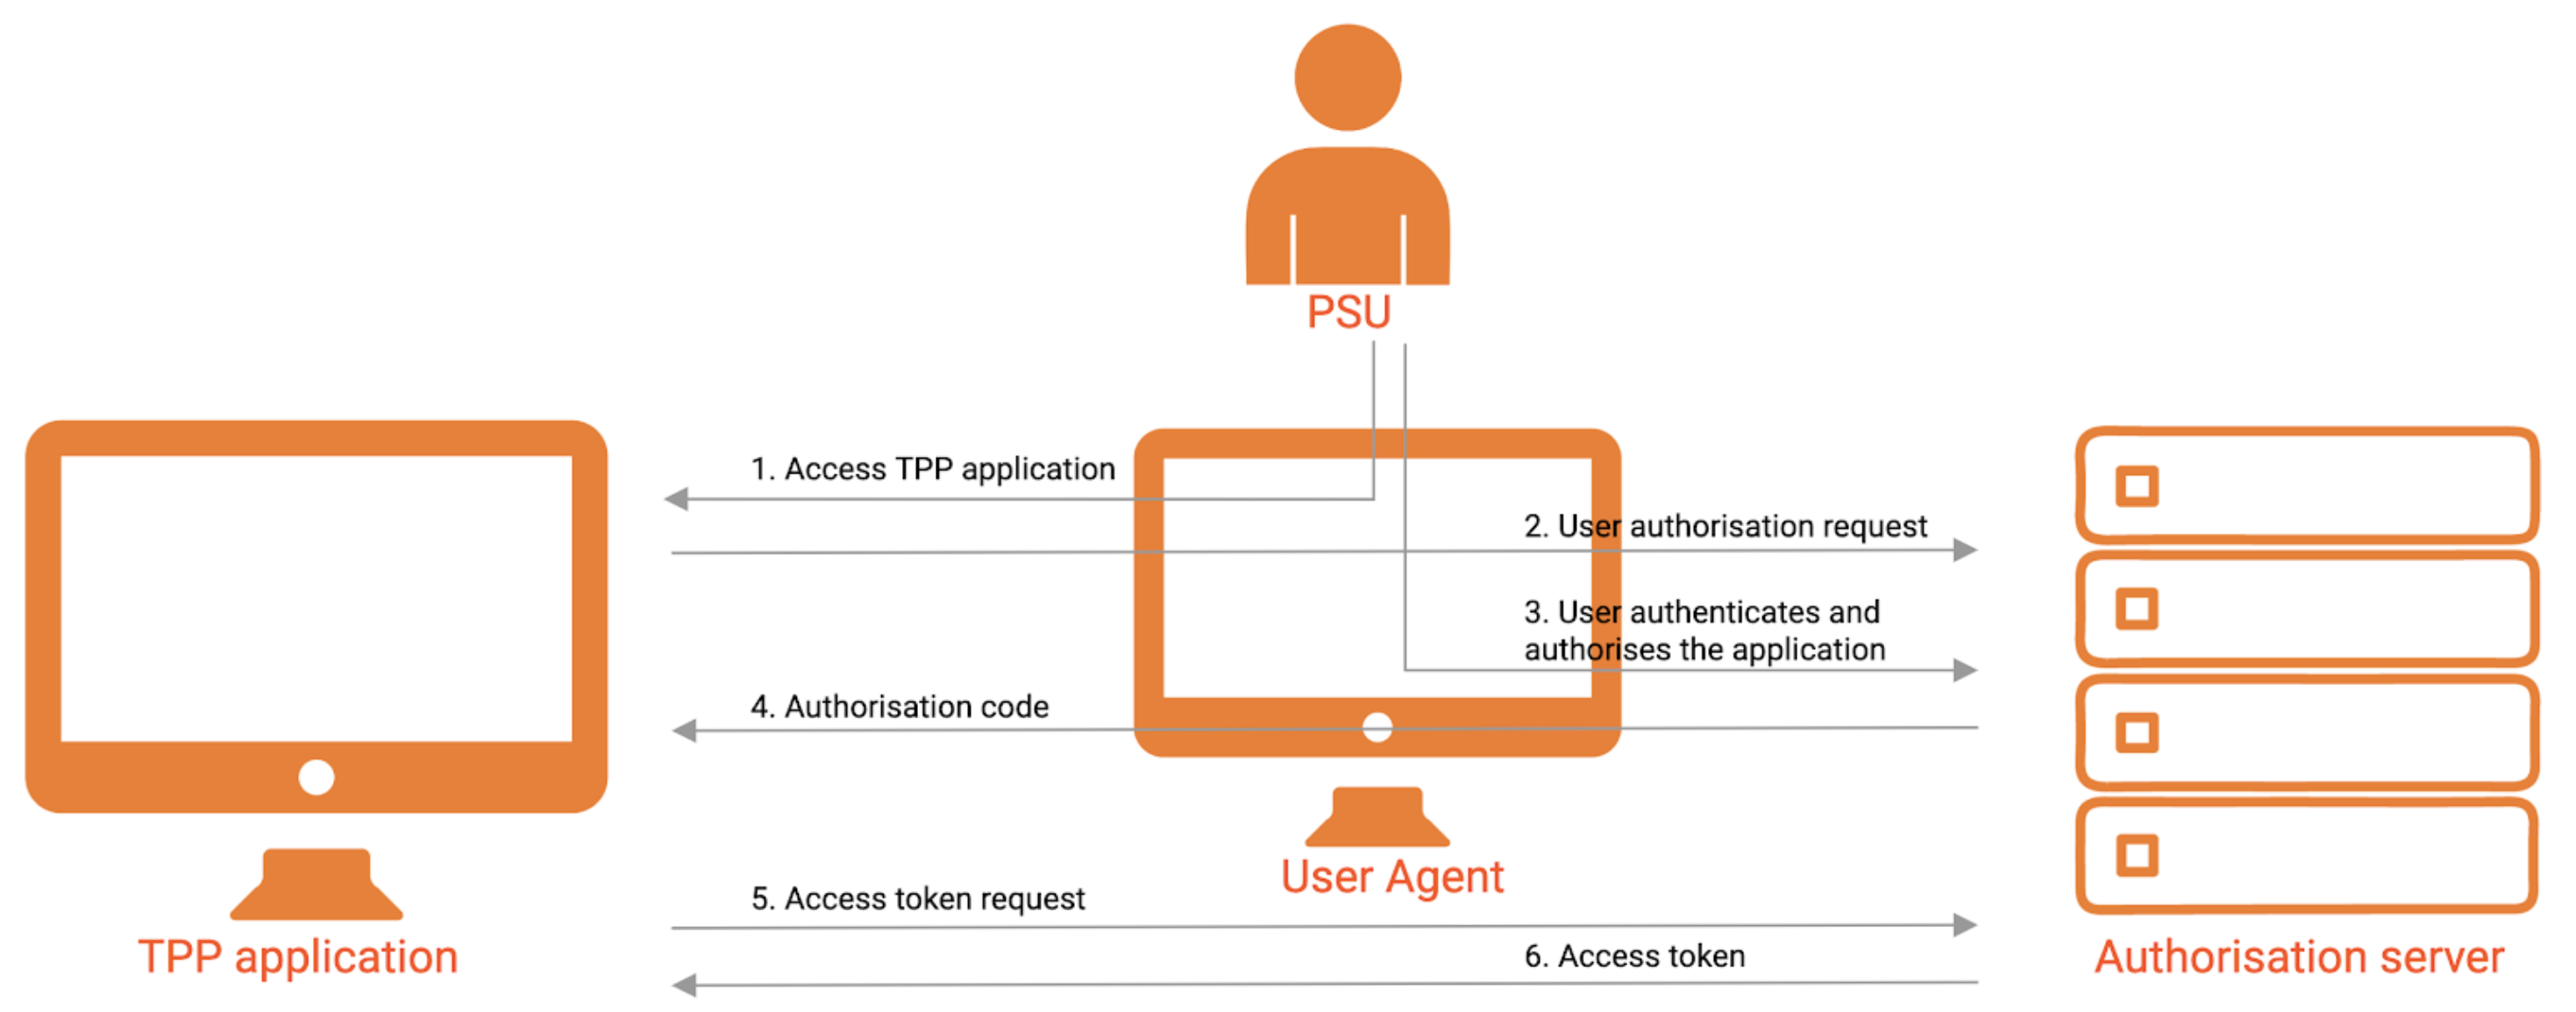 PSU
1. Access TPP application
2. User authorisation request
3. User authenticates and
authorises the application
4. Authorisation code
User Agent
5. Access token request
6. Access token
TPP application
Authorisation server